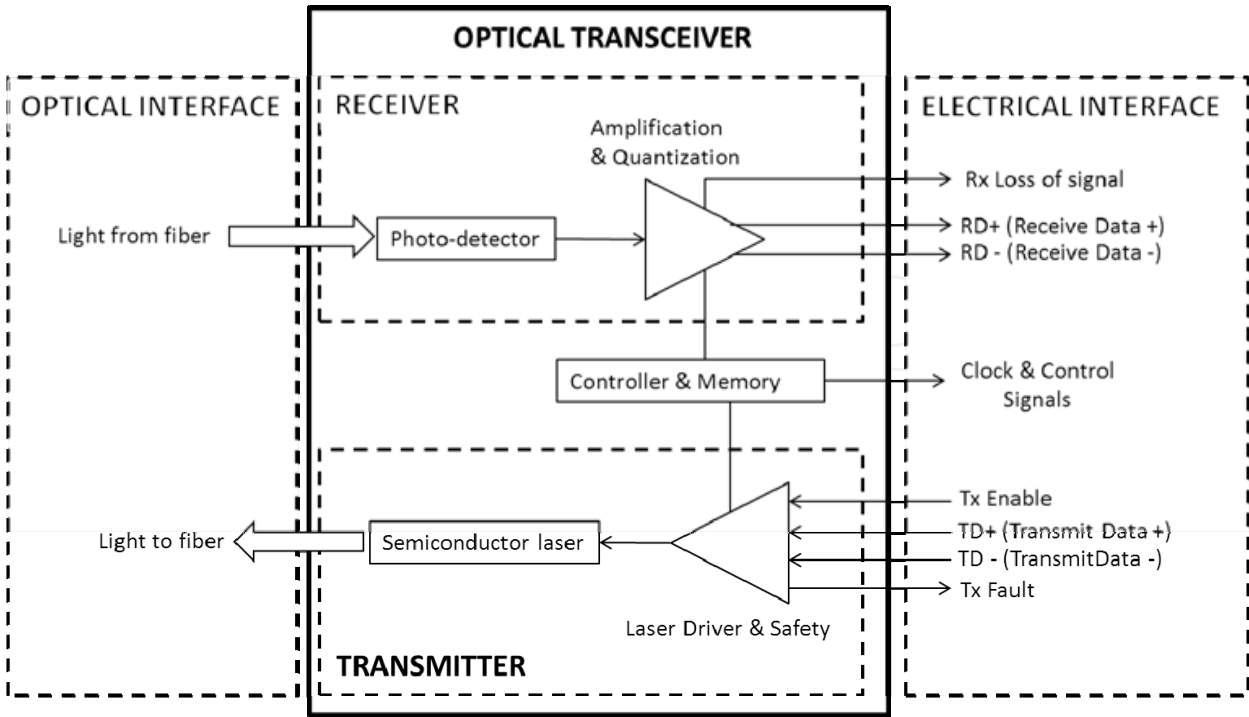 OPTICAL TRANSCEIVER
OPTICAL INTERFACE
RECEIVER
ELECTRICAL INTERFACE
Amplification
& Quantization
Rx Loss of signal
Light from fiber
Photo-detector
RD+ (Receive Data +)
RD - (Receive Data -)
Controller & Memory
Clock & Control
Signals
Tx Enable
Light to fiber
Semiconductor laser
TD+ (Transmit Data +)
TD - (TransmitData -)
Tx Fault
Laser Driver & Safety
TRANSMITTER